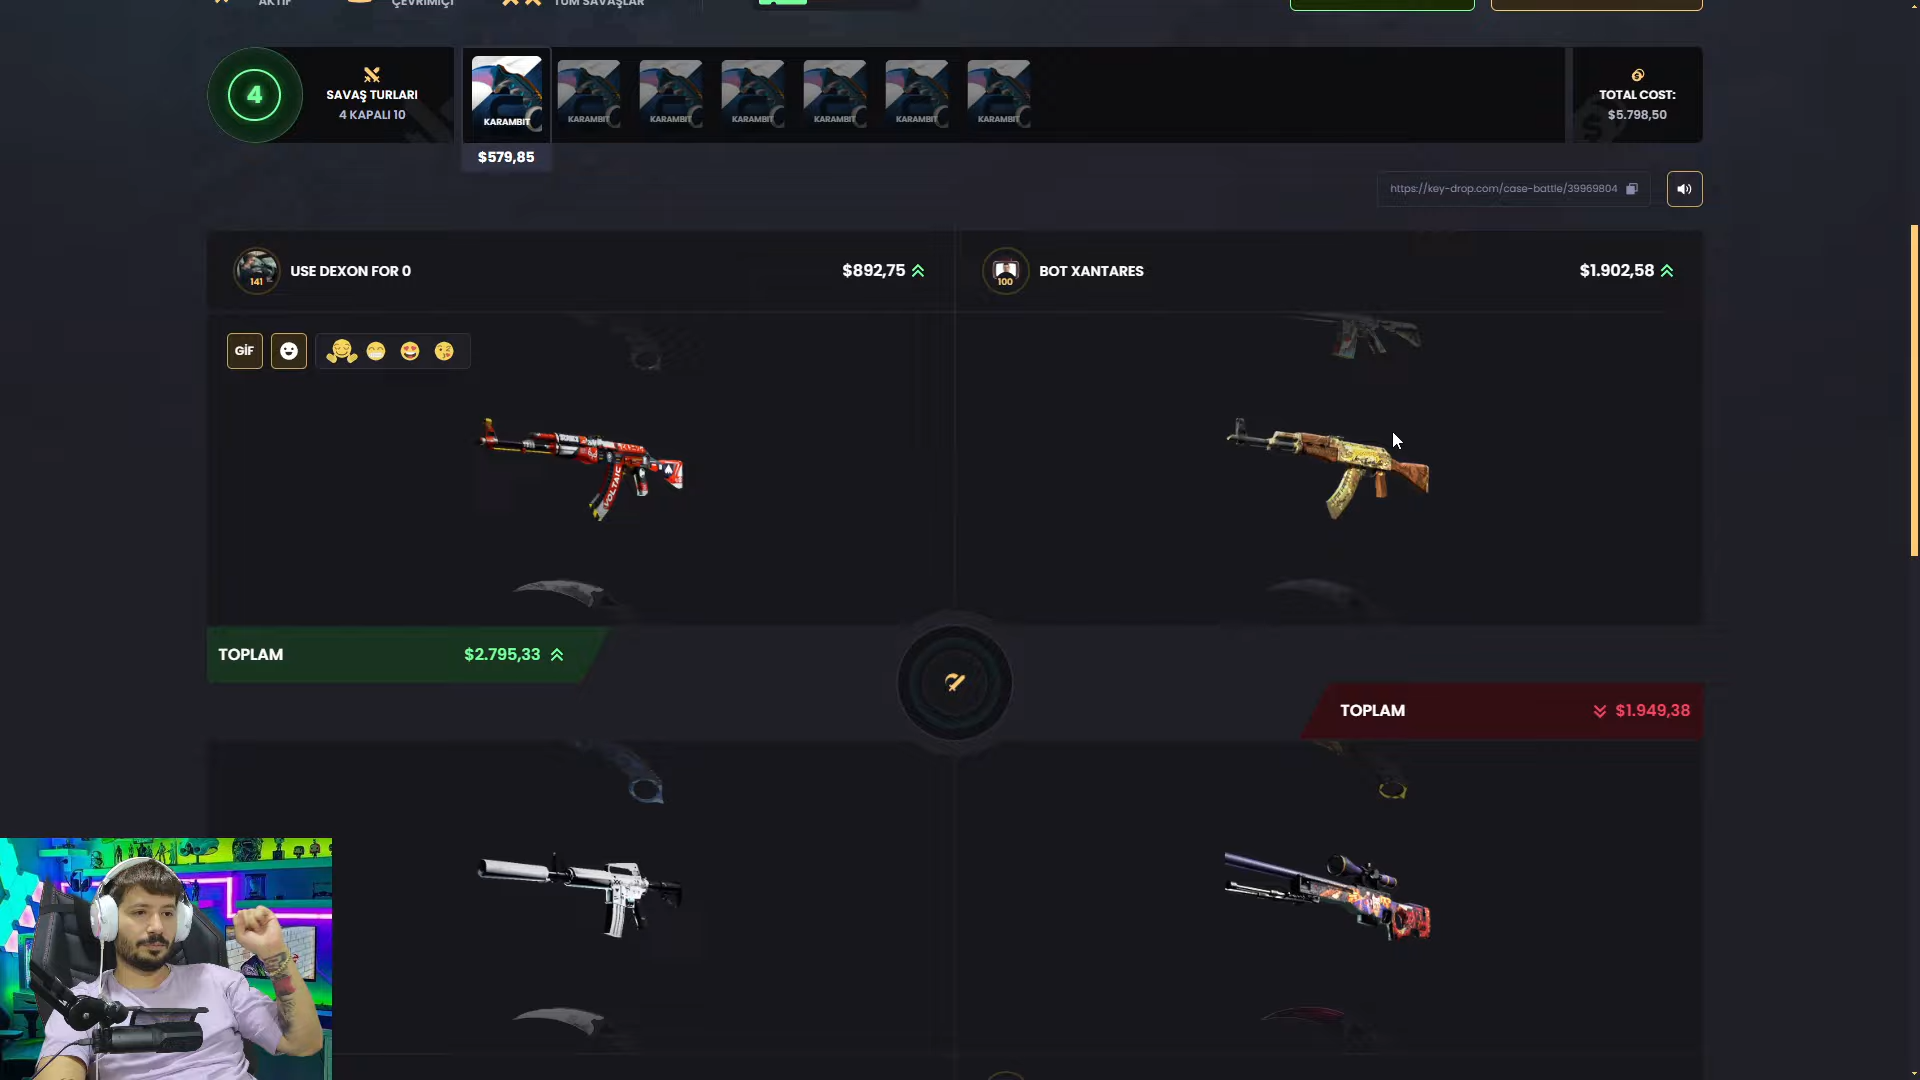 AKTİF
ÇEVRİMİÇİ
TÜM SAVAŞLAR
4
SAVAŞ TURLARI
4 KAPALI 10
KARAMBIT
KARAMBIT
KARAMBIT
KARAMBIT
KARAMBIT
KARAMBIT
KARAMBIT
$579,85
TOTAL COST:
$5.798,50
https://key-drop.com/case-battle/39969804
141
USE DEXON FOR 0
$892,75
100
BOT XANTARES
$1.902,58
GİF
VOLTAIC
TOPLAM
$2.795,33
TOPLAM
$1.949,38